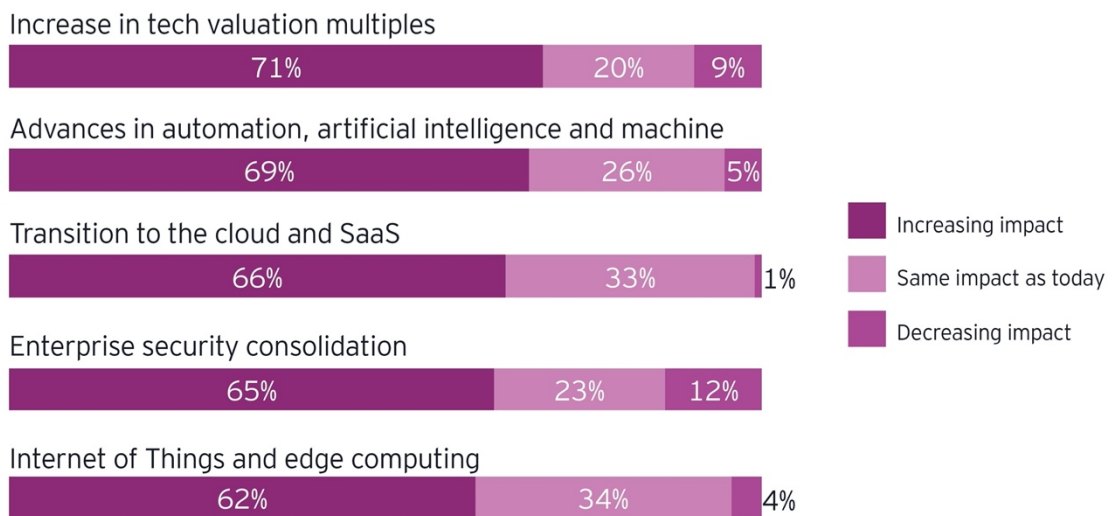 Increase in tech valuation multiples
71% 20% 9%
Advances in automation, artificial intelligence and machine
69% 26% 5%
Transition to the cloud and SaaS
66% 33% 1%
Enterprise security consolidation
65% 23% 12%
Internet of Things and edge computing
62% 34% 4%
Increasing impact
Same impact as today
Decreasing impact